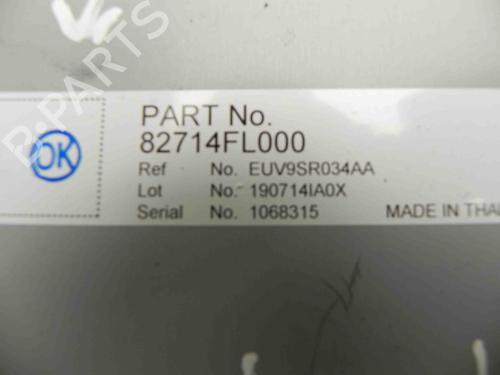 B-PARTS
OK
PART No.
82714FL000
Ref No. EUV9SR034AA
Lot No. 190714IA0X
Serial No. 1068315 MADE IN THA